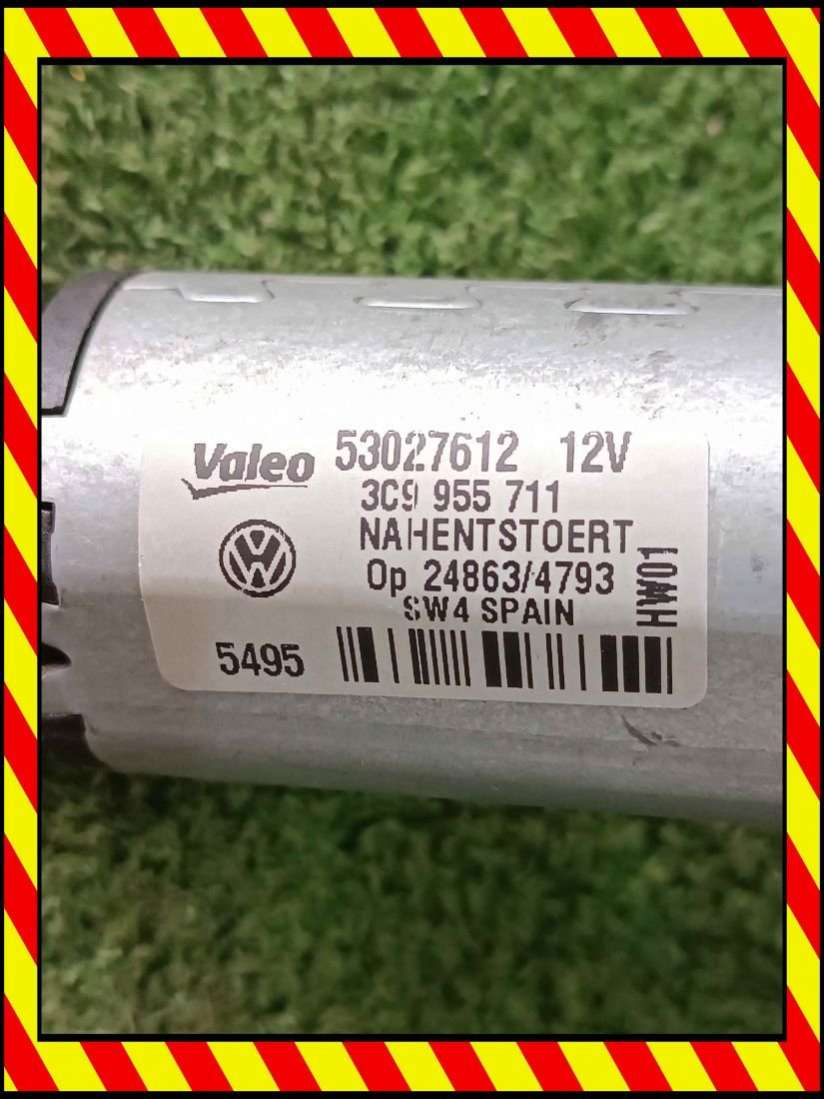 Valeo 53027612 12V
3C9 955 711
NAHENTSTOERT
Op 24863/4793
SW4 SPAIN
HW01
5495